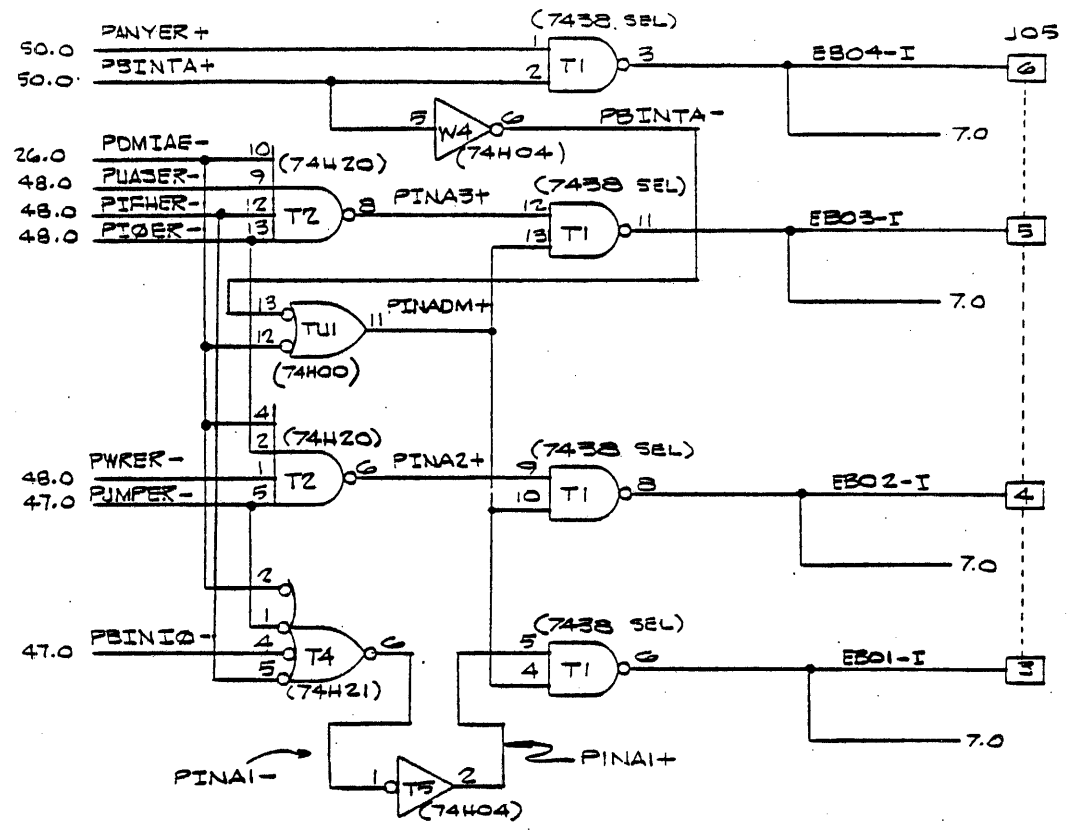 (7438 SEL)
J05
PANYER+
50.0
1
T1
3
EB04-I
6
PBINTA+
50.0
2
7.0
5
W4
6
PBINTA-
(74H04)
PDMIAE-
26.0
10
(74H20)
48.0
PUASER-
9
(7438 SEL)
48.0
PIFHER-
12
T2
8
PINA3+
12
T1
11
EB03-I
5
48.0
PIØER-
13
13
7.0
13
TU1
11
PINADM+
12
(74H00)
4
2
(74H20)
(7438 SEL)
PWRER-
48.0
1
T2
6
PINA2+
9
T1
8
EB02-I
4
47.0
PJMPER-
5
10
7.0
2
1
(7438 SEL)
47.0
PBINIØ-
4
T4
6
5
T1
6
EB01-I
3
5
4
(74H21)
7.0
PINA1-
PINA1+
1
T5
2
(74H04)